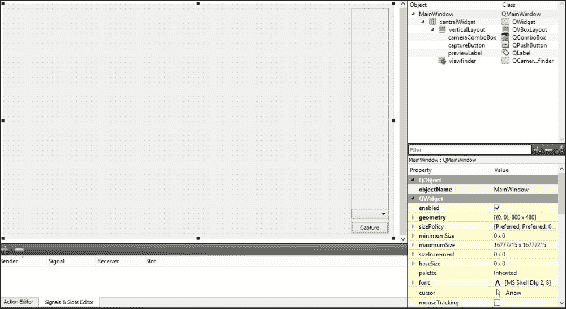 Capture
Sender Signal Receiver Slot
Action Editor Signals & Slots Editor
Object Class
MainWindow QMainWindow
centralWidget QWidget
verticalLayout QVBoxLayout
cameraComboBox QComboBox
captureButton QPushButton
previewLabel QLabel
viewfinder QCamer...finder
Filter
MainWindow : QMainWindow
Property Value
QObject
objectName MainWindow
QWidget
enabled
geometry [(0, 0), 800 x 480]
sizePolicy [Preferred, Preferred, 0,
minimumSize 0 x 0
maximumSize 16777215 x 16777215
sizeIncrement 0 x 0
baseSize 0 x 0
palette Inherited
font A [MS Shell Dlg 2, 8]
cursor Arrow
mouseTracking